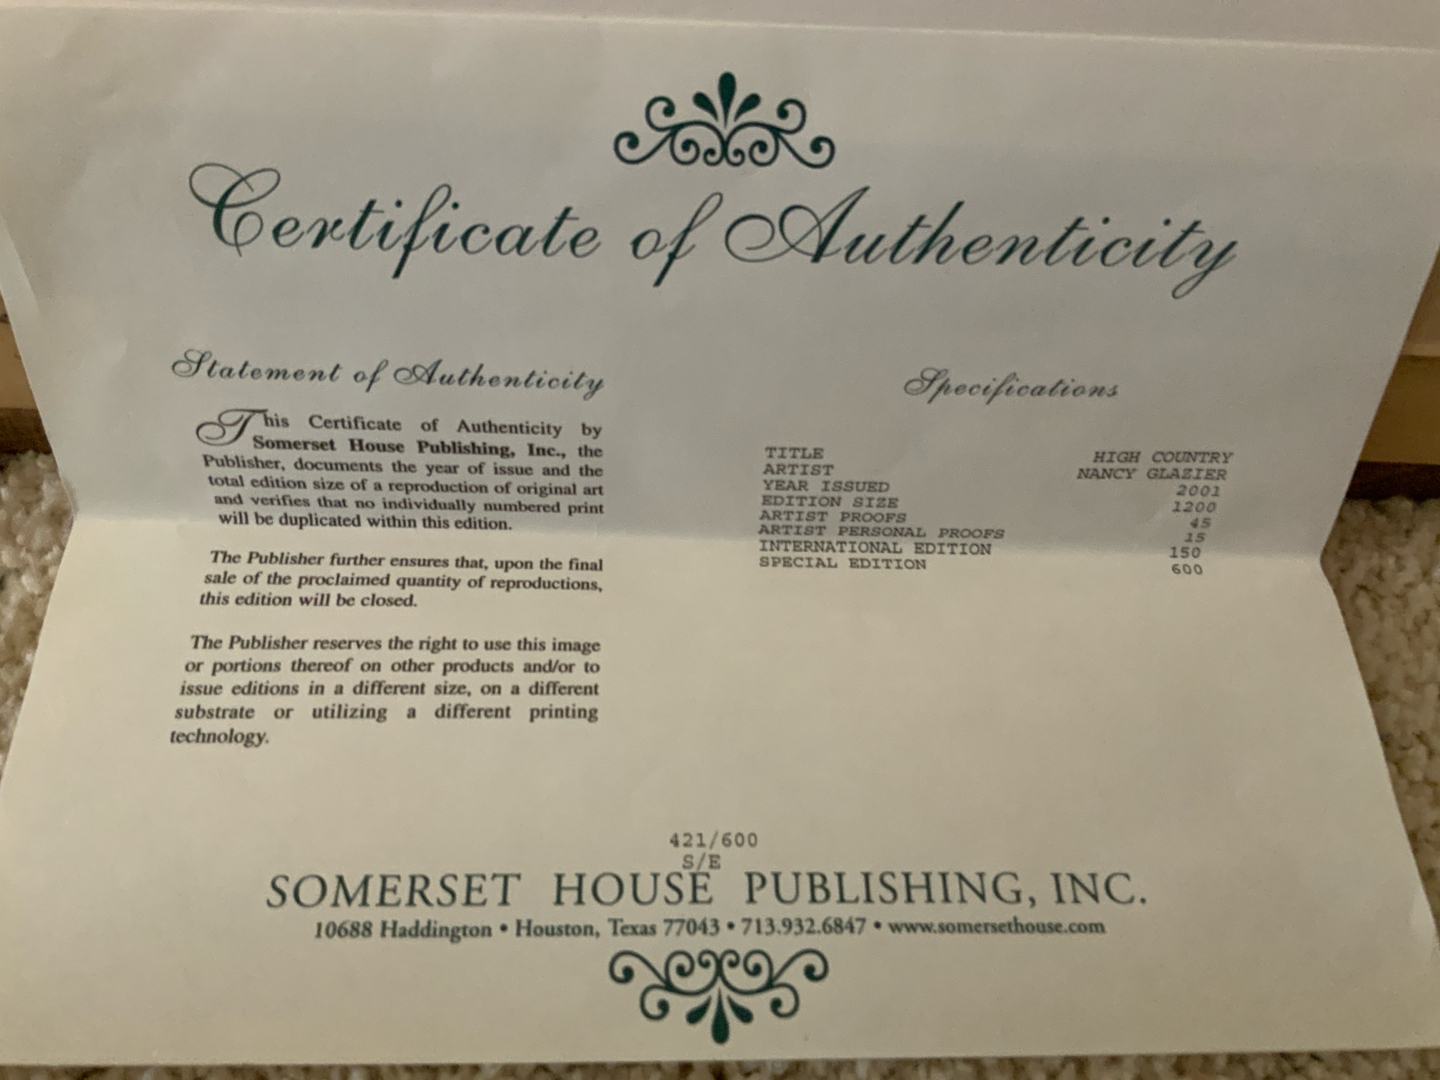 Certificate of Authenticity
Statement of Authenticity
This Certificate of Authenticity by
Somerset House Publishing, Inc., the
Publisher, documents the year of issue and the
total edition size of a reproduction of original art
and verifies that no individually numbered print
will be duplicated within this edition.
The Publisher further ensures that, upon the final
sale of the proclaimed quantity of reproductions,
this edition will be closed.
The Publisher reserves the right to use this image
or portions thereof on other products and/or to
issue editions in a different size, on a different
substrate or utilizing a different printing
technology.
Specifications
TITLE HIGH COUNTRY
ARTIST NANCY GLAZIER
YEAR ISSUED 2001
EDITION SIZE 1200
ARTIST PROOFS 45
ARTIST PERSONAL PROOFS 15
INTERNATIONAL EDITION 150
SPECIAL EDITION 600
421/600
S/E
SOMERSET HOUSE PUBLISHING, INC.
10688 Haddington • Houston, Texas 77043 • 713.932.6847 • www.somersethouse.com